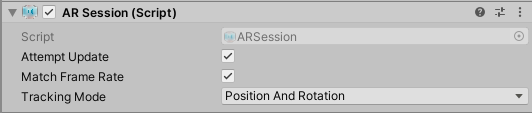 AR Session (Script)
Script ARSession
Attempt Update
Match Frame Rate
Tracking Mode Position And Rotation